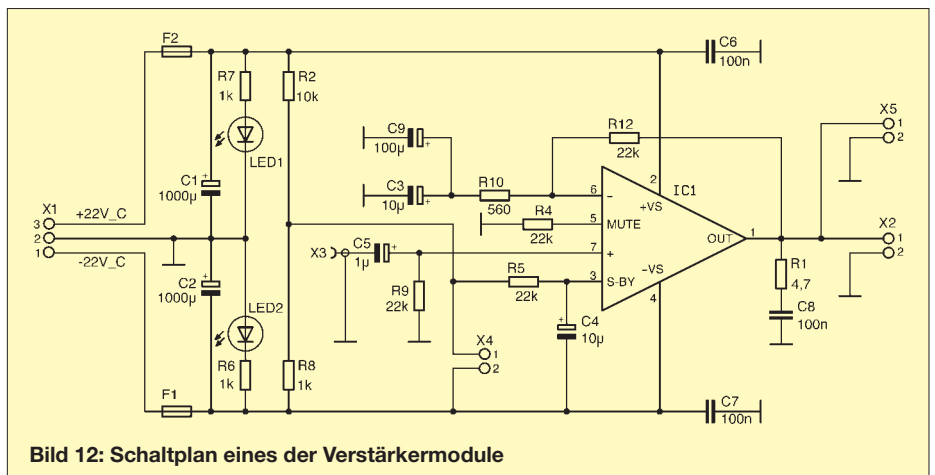 F2
C6
100n
R7
1k
R2
10k
X5
1
2
C9
100µ
+
R12
22k
LED1
C3
10µ
+
R10
560
2
IC1
+VS
6
−
C1
1000µ
+
X1
3
2
1
+22V_C
-22V_C
R4
22k
5
MUTE
OUT
1
X2
1
2
X3
C5
1µ
+
7
+
R5
22k
3
S-BY
−VS
4
R1
4,7
C2
1000µ
+
LED2
R9
22k
C4
10µ
+
C8
100n
R6
1k
R8
1k
X4
1
2
F1
C7
100n
Bild 12: Schaltplan eines der Verstärkermodule